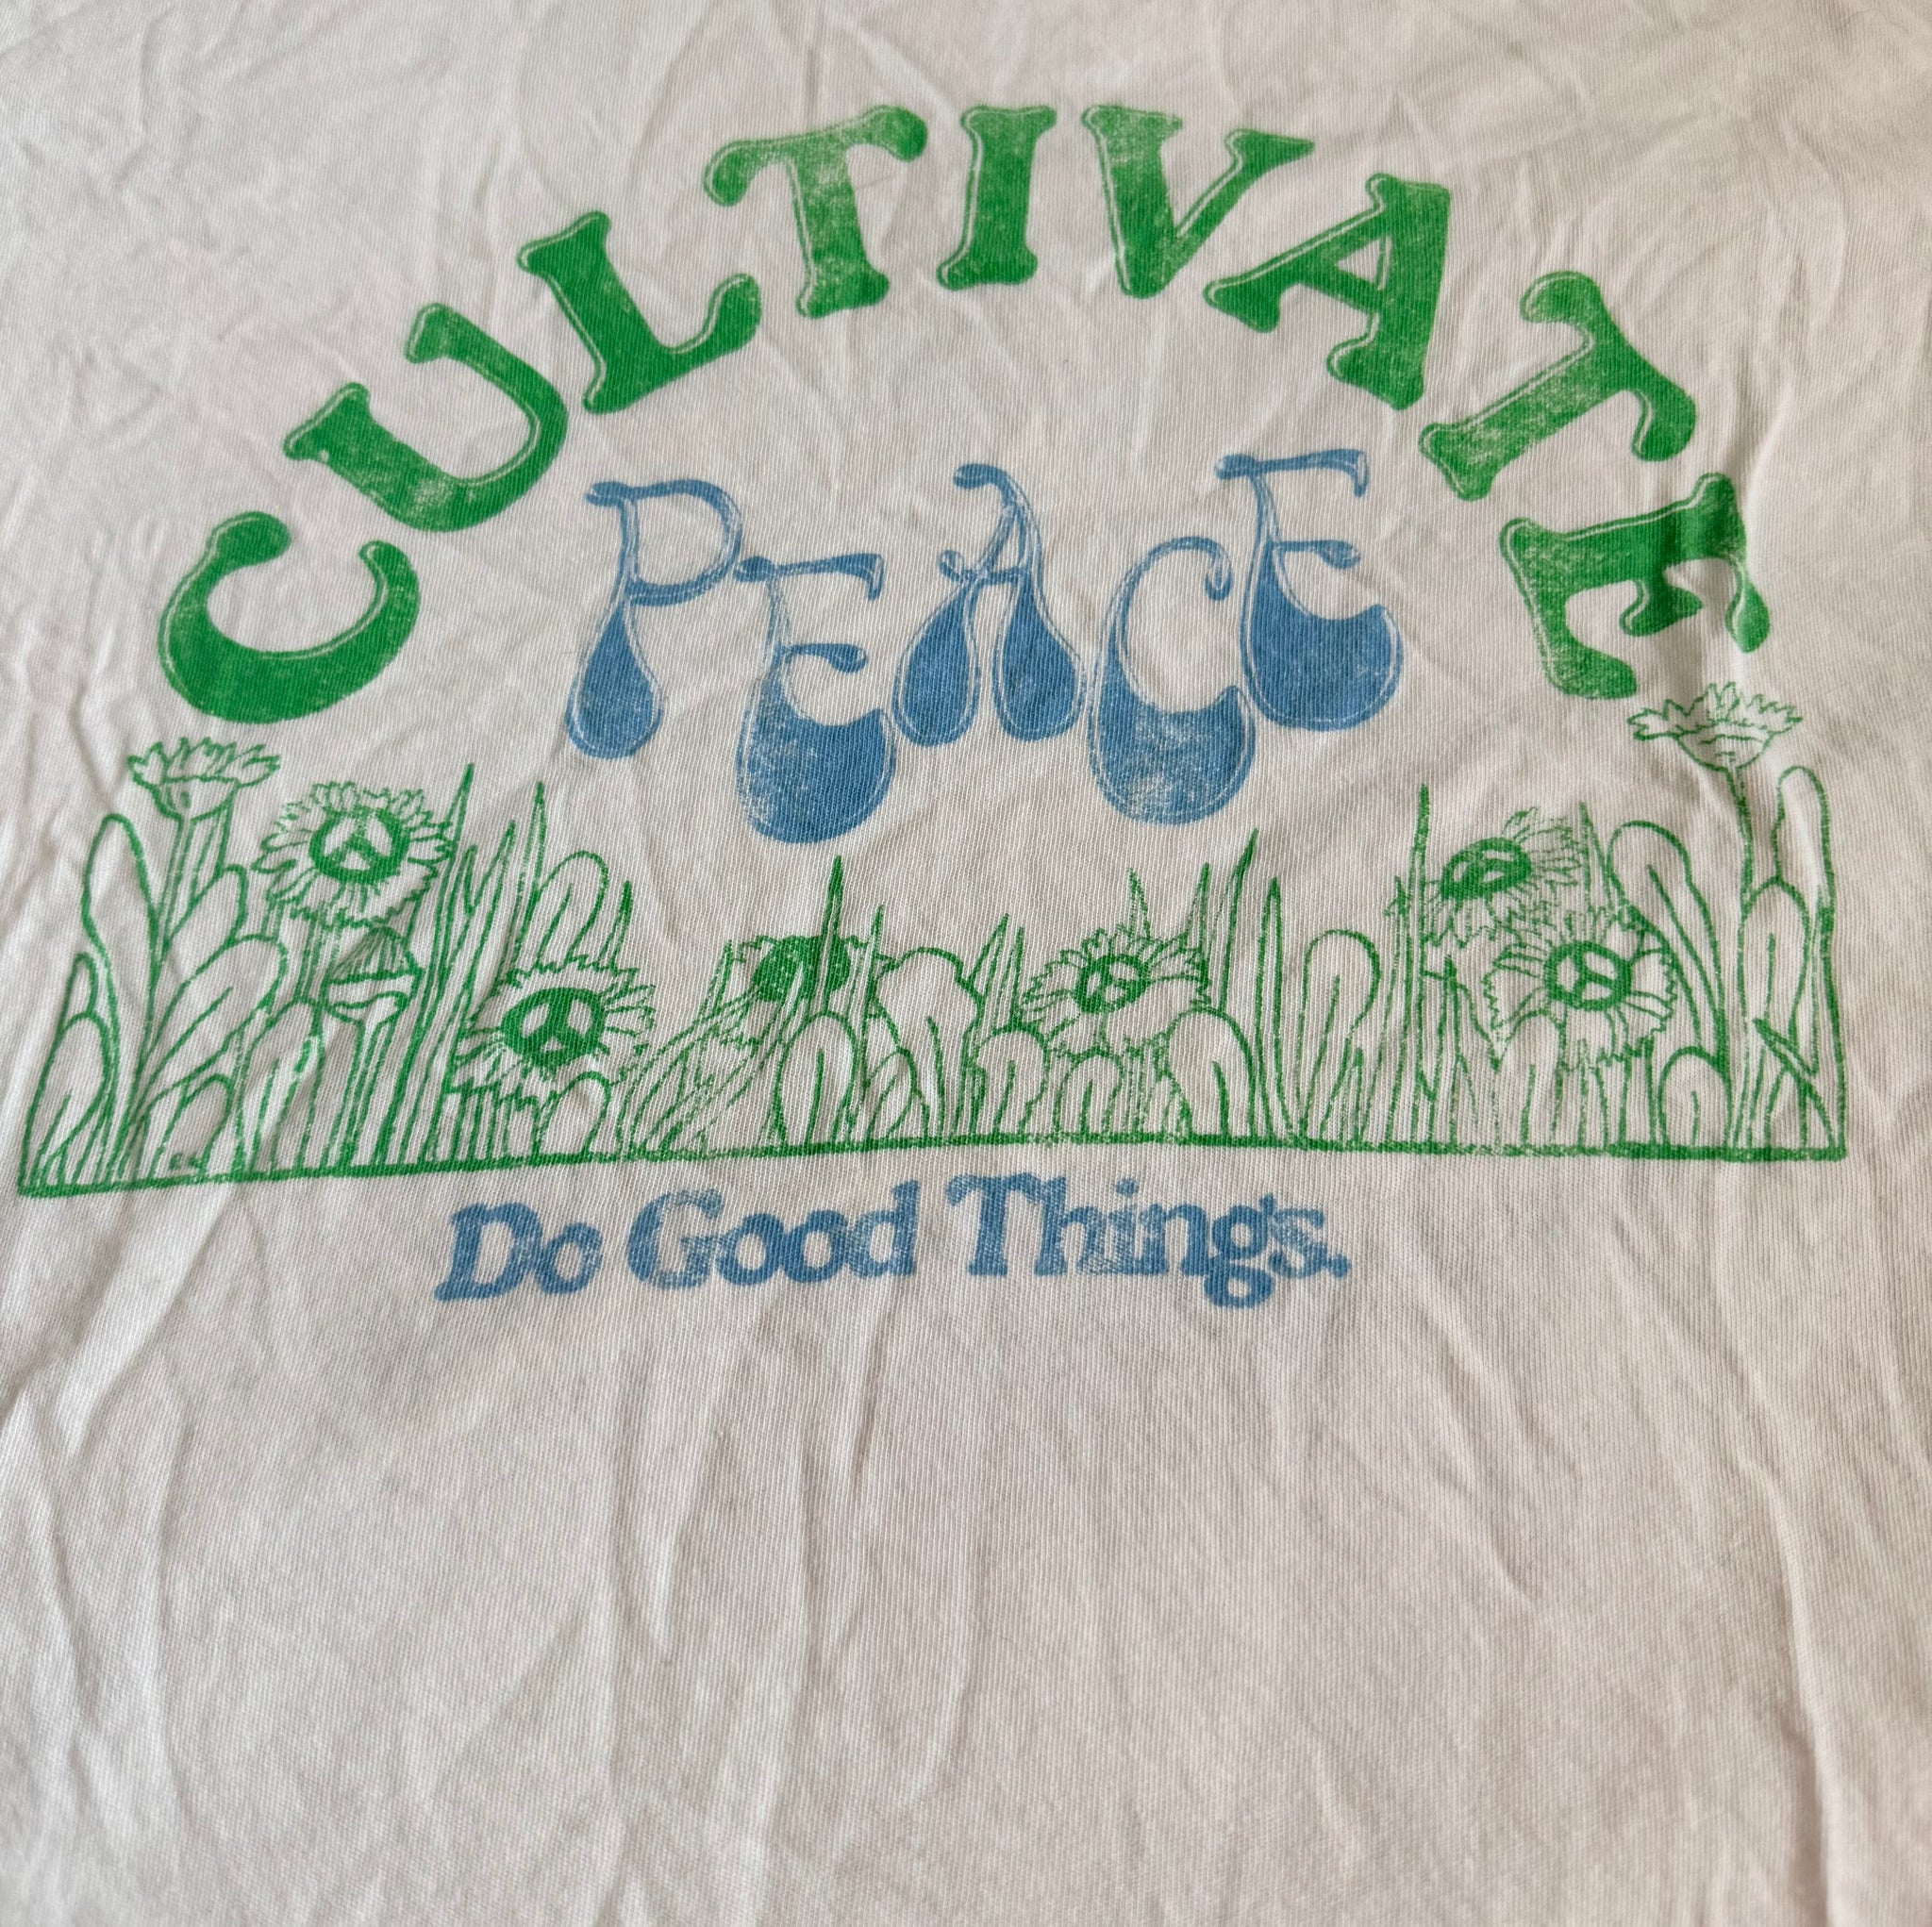 CULTIVATE
PEACE
Do Good Things.